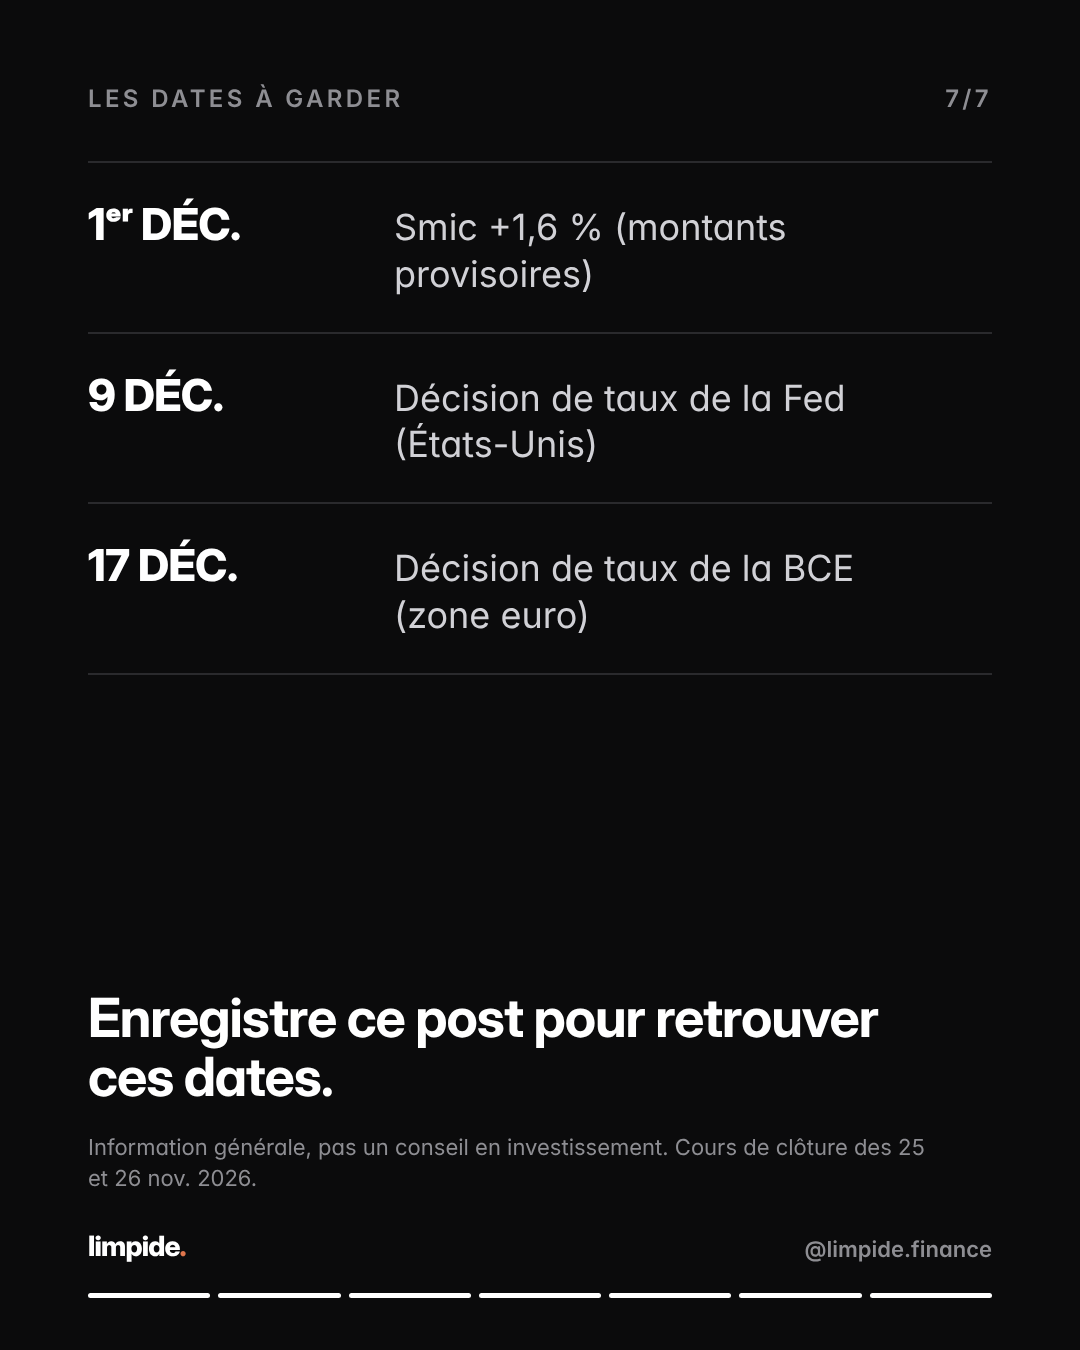 LES DATES À GARDER
7/7
1er DÉC.
Smic +1,6 % (montants
provisoires)
9 DÉC.
Décision de taux de la Fed
(États-Unis)
17 DÉC.
Décision de taux de la BCE
(zone euro)
Enregistre ce post pour retrouver
ces dates.
Information générale, pas un conseil en investissement. Cours de clôture des 25
et 26 nov. 2026.
limpide.
@limpide.finance